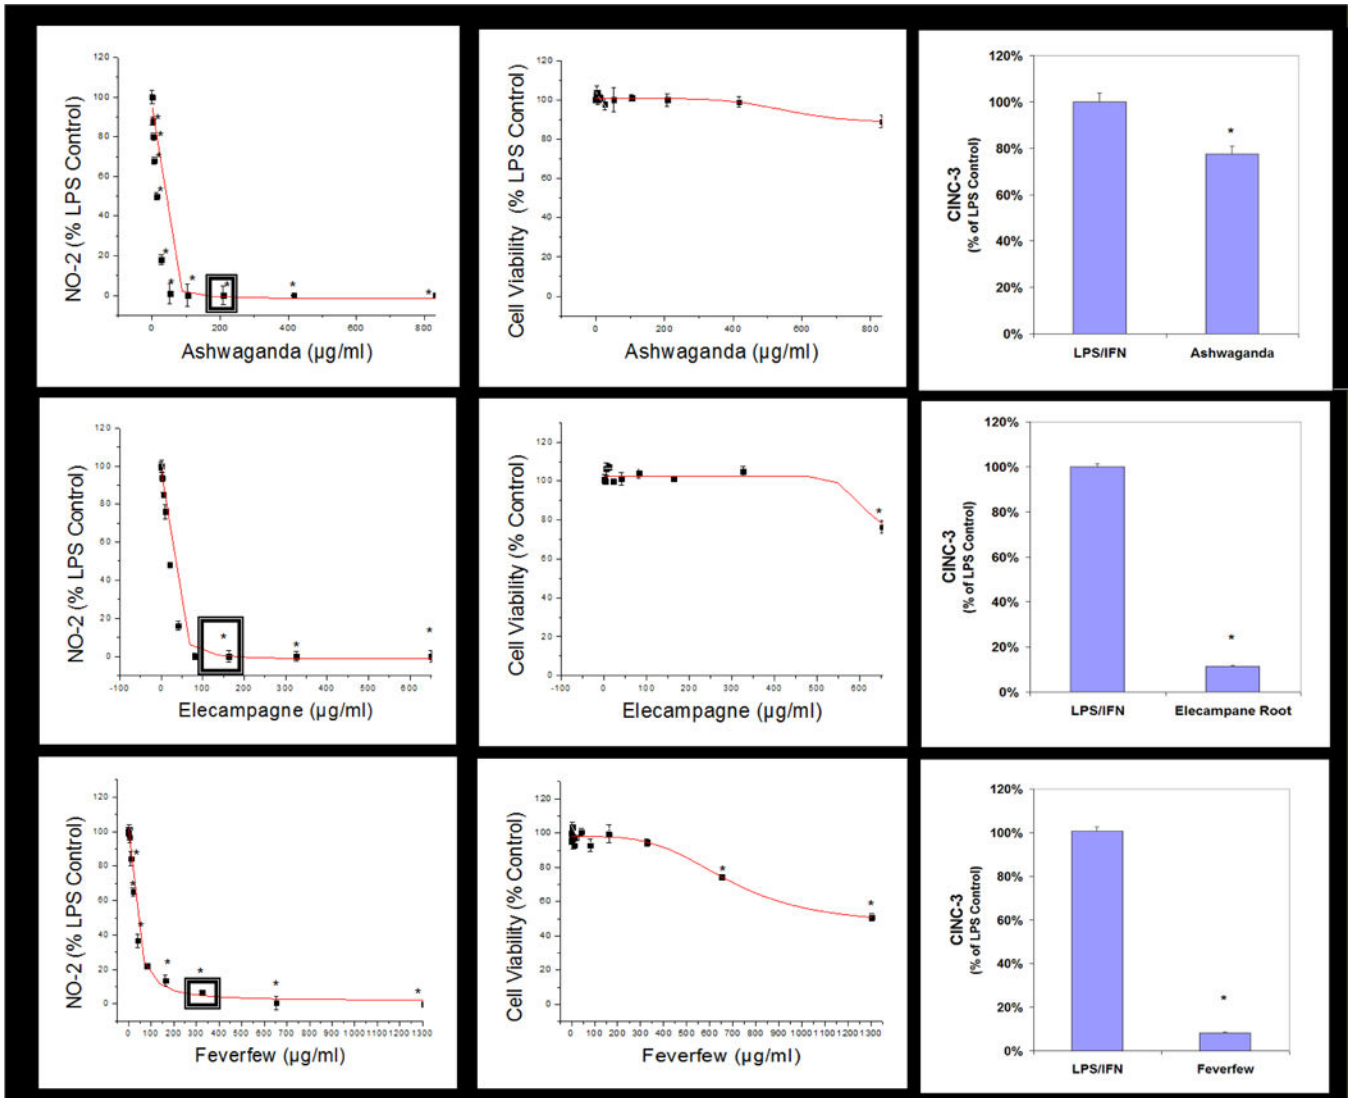 120
100
80
60
40
20
0
0 200 400 600 800
NO-2 (% LPS Control)
Ashwaganda (µg/ml)
120
100
80
60
40
20
0
0 200 400 600 800
Cell Viability (% LPS Control)
Ashwaganda (µg/ml)
120%
100%
80%
60%
40%
20%
0%
CINC-3
(% of LPS Control)
*
LPS/IFN Ashwaganda
120
100
80
60
40
20
0
-100 0 100 200 300 400 500 600
NO-2 (% LPS Control)
Elecampagne (µg/ml)
120
100
80
60
40
20
0
-100 0 100 200 300 400 500 600
Cell Viability (% Control)
Elecampagne (µg/ml)
120%
100%
80%
60%
40%
20%
0%
CINC-3
(% of LPS Control)
*
LPS/IFN Elecampane Root
120
100
80
60
40
20
0
0 100 200 300 400 500 600 700 800 900 1000 1100 1200 1300
NO-2 (% LPS Control)
Feverfew (µg/ml)
120
100
80
60
40
20
0
0 100 200 300 400 500 600 700 800 900 1000 1100 1200 1300
Cell Viability (% Control)
Feverfew (µg/ml)
120%
100%
80%
60%
40%
20%
0%
CINC-3
(% of LPS Control)
*
LPS/IFN Feverfew